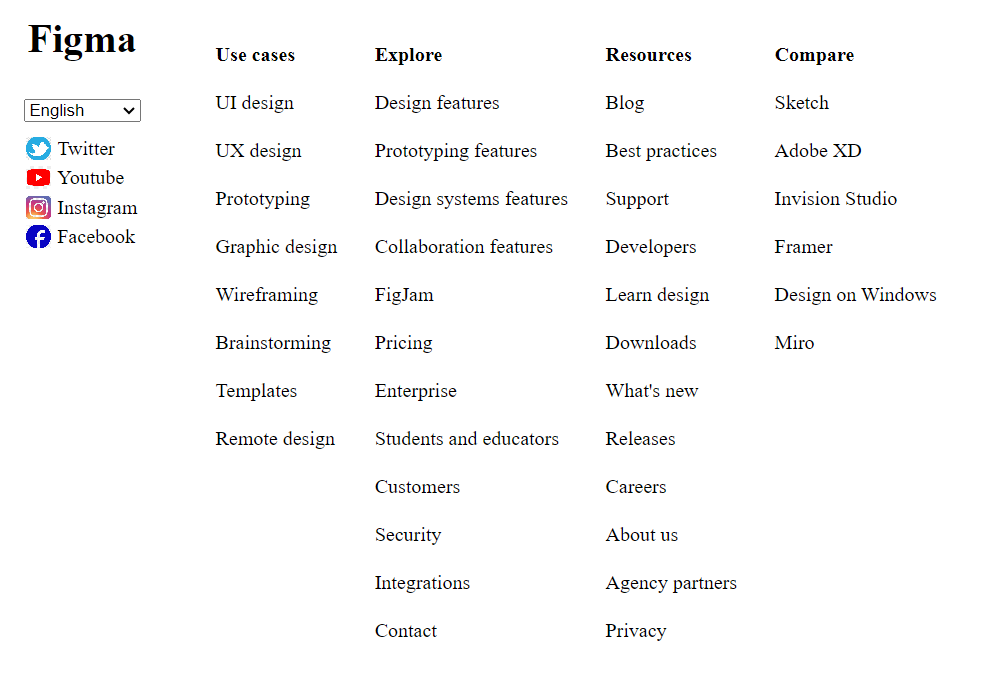 Figma
English
Twitter
Youtube
Instagram
Facebook
Use cases
UI design
UX design
Prototyping
Graphic design
Wireframing
Brainstorming
Templates
Remote design
Explore
Design features
Prototyping features
Design systems features
Collaboration features
FigJam
Pricing
Enterprise
Students and educators
Customers
Security
Integrations
Contact
Resources
Blog
Best practices
Support
Developers
Learn design
Downloads
What's new
Releases
Careers
About us
Agency partners
Privacy
Compare
Sketch
Adobe XD
Invision Studio
Framer
Design on Windows
Miro